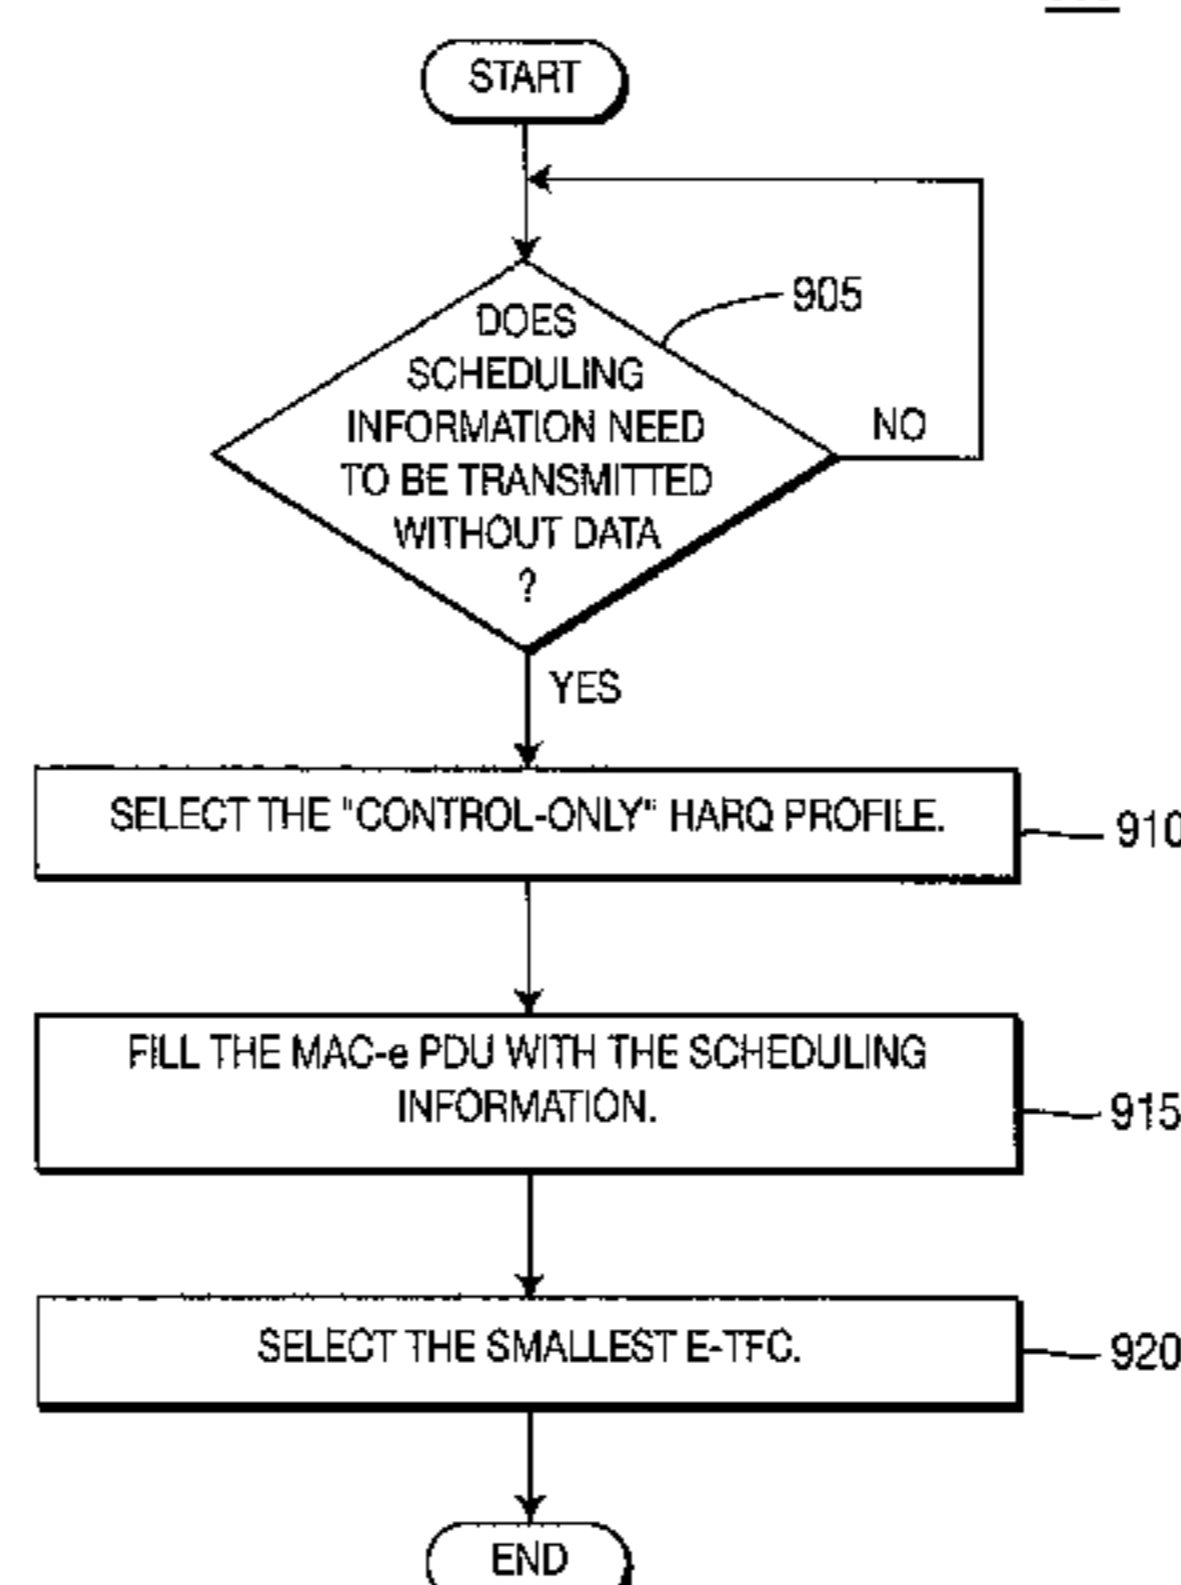 START
DOES
SCHEDULING
INFORMATION NEED
TO BE TRANSMITTED
WITHOUT DATA
?
905
NO
YES
SELECT THE "CONTROL-ONLY" HARQ PROFILE.
910
FILL THE MAC-e PDU WITH THE SCHEDULING
INFORMATION.
915
SELECT THE SMALLEST E-TFC.
920
END